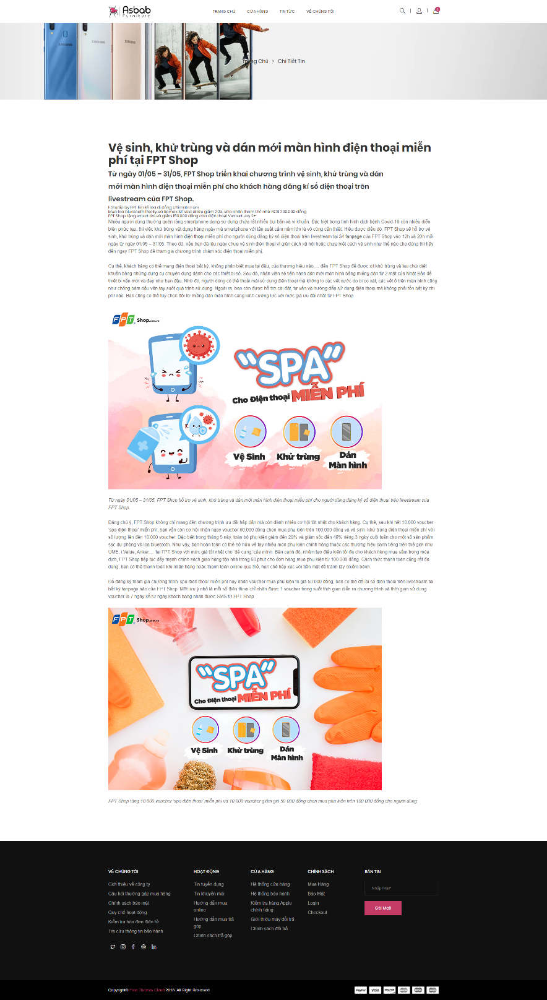 Asbab
Furniture
TRANG CHỦ
CỬA HÀNG
TIN TỨC
VỀ CHÚNG TÔI
2
SAMSUNG
SAMSUNG
SAMSUNG
Trang Chủ > Chi Tiết Tin
Vệ sinh, khử trùng và dán mới màn hình điện thoại miễn
phí tại FPT Shop
Từ ngày 01/05 – 31/05, FPT Shop triển khai chương trình vệ sinh, khử trùng và dán
mới màn hình điện thoại miễn phí cho khách hàng đăng kí số điện thoại trên
livestream của FPT Shop.
F.Studio by FPT lên kệ loa di động Ultimate Ears
Mua loa bluetooth Rocky và Remax M1 vừa được giảm 20%, vừa nhận thêm thẻ nhớ 8GB 200.000 đồng
FPT Shop tặng smart tivi và giảm 150.000 đồng cho điện thoại Vsmart Joy 2+
Nhiều người dùng thường quên rằng smartphone đang sử dụng chứa rất nhiều bụi bẩn và vi khuẩn. Đặc biệt trong tình hình dịch bệnh Covid-19 còn nhiều diễn
biến phức tạp, thì việc khử trùng vật dụng hàng ngày mà smartphone với tần suất cầm nắm lớn là vô cùng cần thiết. Hiểu được điều đó, FPT Shop sẽ hỗ trợ vệ
sinh, khử trùng và dán mới màn hình điện thoại miễn phí cho người dùng đăng ký số điện thoại trên livestream tại 34 fanpage của FPT Shop vào 12h và 20h mỗi
ngày từ ngày 01/05 – 31/05. Theo đó, nếu bạn đã lâu ngày chưa vệ sinh điện thoại vì giãn cách xã hội hoặc chưa biết cách vệ sinh như thế nào cho đúng thì hãy
đến ngay FPT Shop để tham gia chương trình chăm sóc điện thoại miễn phí.
Cụ thể, khách hàng có thể mang điện thoại bất kỳ, không phân biệt mua tại đâu, của thương hiệu nào,… đến FPT Shop để được xịt khử trùng và lau chùi diệt
khuẩn bằng những dụng cụ chuyên dụng dành cho các thiết bị số. Sau đó, nhân viên sẽ tiến hành dán mới màn hình bằng miếng dán từ 2 mặt của Nhật Bản để
thiết bị vẫn mới và đẹp như ban đầu. Nhờ đó, người dùng có thể thoải mái sử dụng điện thoại mà không lo các vết xước do bị cọ xát, các vết ố trên màn hình cũng
như chống bám dấu vân tay suốt quá trình sử dụng. Ngoài ra, bạn còn được hỗ trợ cài đặt, tư vấn và hướng dẫn sử dụng điện thoại mà không phải tốn bất kỳ chi
phí nào. Bạn cũng có thể tùy chọn đổi từ miếng dán màn hình sang kính cường lực với mức giá ưu đãi nhất từ FPT Shop
FPT Shop.com.vn
"SPA"
Cho Điện thoại MIỄN PHÍ
Vệ Sinh
Khử trùng
Dán
Màn hình
Từ ngày 01/05 – 31/05, FPT Shop hỗ trợ vệ sinh, khử trùng và dán mới màn hình điện thoại miễn phí cho người dùng đăng ký số điện thoại trên livestream của
FPT Shop.
Đáng chú ý, FPT Shop không chỉ mang đến chương trình ưu đãi hấp dẫn mà còn dành nhiều cơ hội tốt nhất cho khách hàng. Cụ thể, sau khi hết 10.000 voucher
'spa điện thoại' miễn phí, bạn vẫn còn cơ hội nhận ngay voucher 50.000 đồng chọn mua phụ kiện trên 100.000 đồng và vệ sinh, khử trùng điện thoại miễn phí với
số lượng lên đến 10.000 voucher. Đặc biệt trong tháng 5 này, toàn bộ phụ kiện giảm đến 20% và giảm sốc đến 49% riêng 3 ngày cuối tuần cho một số sản phẩm
sạc dự phòng và loa bluetooth. Như vậy, bạn hoàn toàn có thể sở hữu về tay nhiều món phụ kiện chính hãng thuộc các thương hiệu danh tiếng trên thế giới như
UME, i.Value, Anker,… tại FPT Shop với mức giá tốt nhất cho 'dế cưng' của mình. Bên cạnh đó, nhằm tạo điều kiện tối đa cho khách hàng mua sắm trong mùa
dịch, FPT Shop tiếp tục đẩy mạnh chính sách giao hàng tận nhà trong 60 phút cho đơn hàng mua phụ kiện từ 100.000 đồng. Cách thức thanh toán cũng rất đa
dạng, bạn có thể thanh toán khi nhận hàng hoặc thanh toán online qua thẻ, hạn chế tiếp xúc với tiền mặt để tránh lây nhiễm bệnh.
Để đăng ký tham gia chương trình 'spa điện thoại' miễn phí hay nhận voucher mua phụ kiện trị giá 50.000 đồng, bạn có thể để lại số điện thoại trên livestream tại
bất kỳ fanpage nào của FPT Shop. Một lưu ý nhỏ là mỗi số điện thoại chỉ nhận được 1 voucher trong suốt thời gian diễn ra chương trình và thời gian sử dụng
voucher là 7 ngày kể từ ngày khách hàng nhận được SMS từ FPT Shop.
FPT Shop.com.vn
"SPA"
Cho Điện thoại MIỄN PHÍ
Vệ Sinh
Khử trùng
Dán
Màn hình
FPT Shop tặng 10.000 voucher 'spa điện thoại' miễn phí và 10.000 voucher giảm giá 50.000 đồng chọn mua phụ kiện trên 100.000 đồng cho người dùng
VỀ CHÚNG TÔI
Giới thiệu về công ty
Câu hỏi thường gặp mua hàng
Chính sách bảo mật
Quy chế hoạt động
Kiểm tra hóa đơn điện tử
Tra cứu thông tin bảo hành
HOẠT ĐỘNG
Tin tuyển dụng
Tin khuyến mãi
Hướng dẫn mua
online
Hướng dẫn mua trả
góp
Chính sách trả góp
CỬA HÀNG
Hệ thống cửa hàng
Hệ thống bảo hành
Kiểm tra hàng Apple
chính hãng
Giới thiệu máy đổi trả
Chính sách đổi trả
CHÍNH SÁCH
Mua Hàng
Bảo Mật
Login
Checkout
BẢN TIN
Nhập Mail*
Gửi Mail
Copyright© Free Themes Cloud 2018. All Right Reserved.
PayPal
VISA
DISCOVER